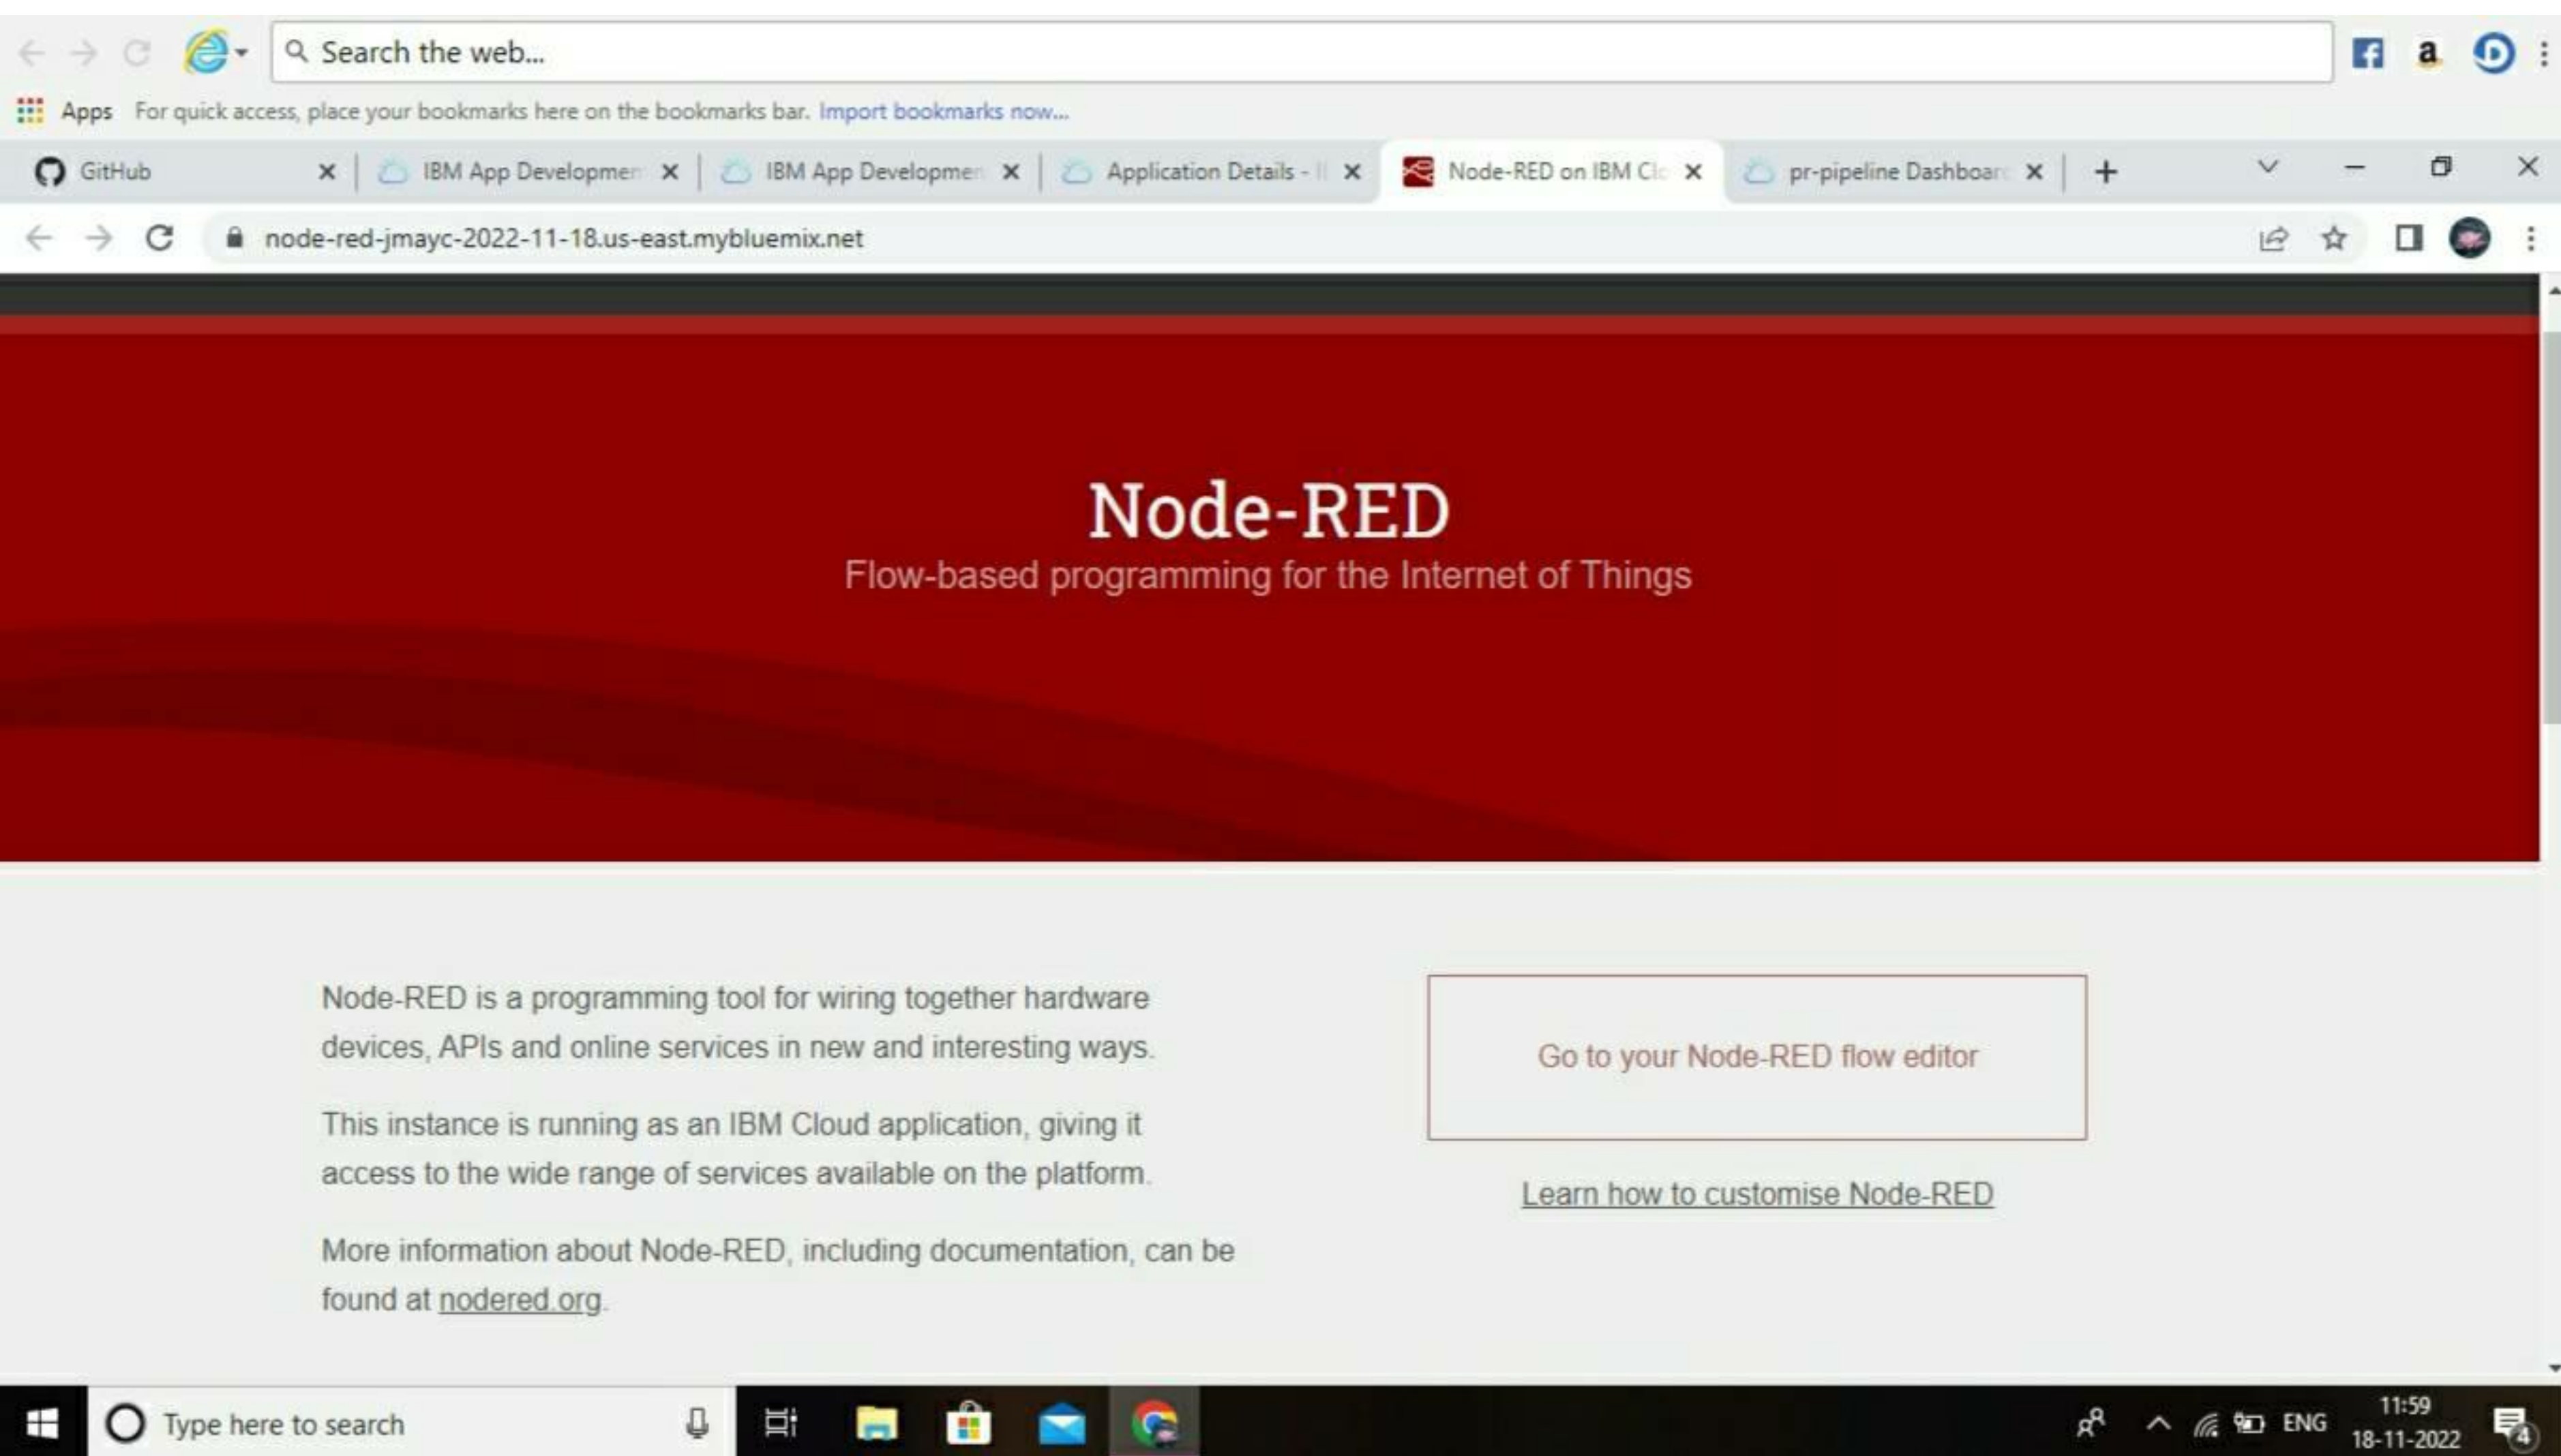 Search the web...
Apps For quick access, place your bookmarks here on the bookmarks bar. Import bookmarks now...
GitHub IBM App Developmen IBM App Developmen Application Details - Node-RED on IBM Clo pr-pipeline Dashboard
node-red-jmayc-2022-11-18.us-east.mybluemix.net
Node-RED
Flow-based programming for the Internet of Things
Node-RED is a programming tool for wiring together hardware
devices, APIs and online services in new and interesting ways.
This instance is running as an IBM Cloud application, giving it
access to the wide range of services available on the platform.
More information about Node-RED, including documentation, can be
found at nodered.org.
Go to your Node-RED flow editor
Learn how to customise Node-RED
Type here to search
ENG
11:59
18-11-2022
4